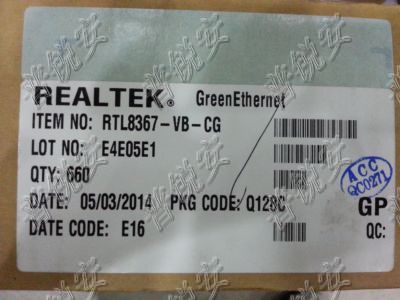 REALTEK® GreenEthernet
ITEM NO: RTL8367-VB-CG
LOT NO: E4E05E1
QTY: 660
ACC
QC0271
DATE: 05/03/2014 PKG CODE: Q128C GP
DATE CODE: E16 QC: